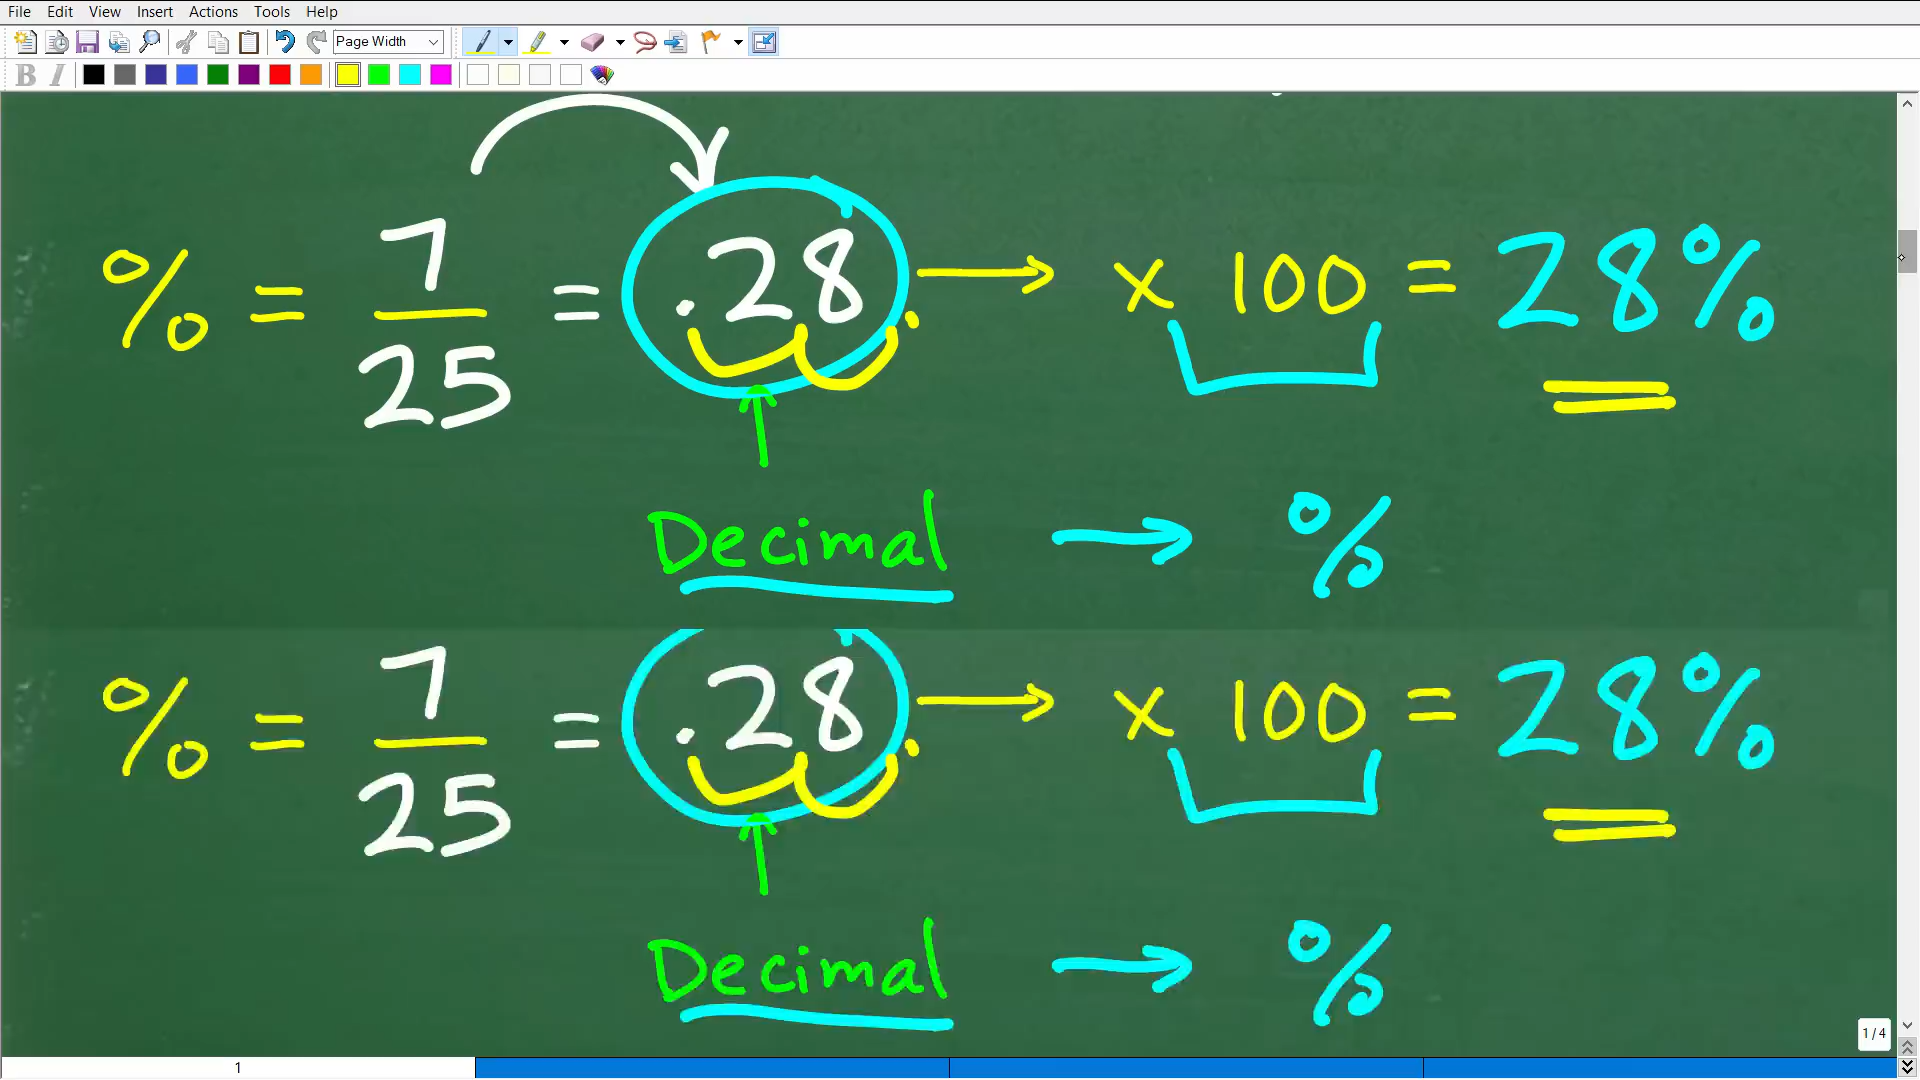 File Edit View Insert Actions Tools Help
Page Width
B I
% = 7/25 = .28. → x 100 = 28%
Decimal → %
% = 7/25 = .28. → x 100 = 28%
Decimal → %
1 / 4
1